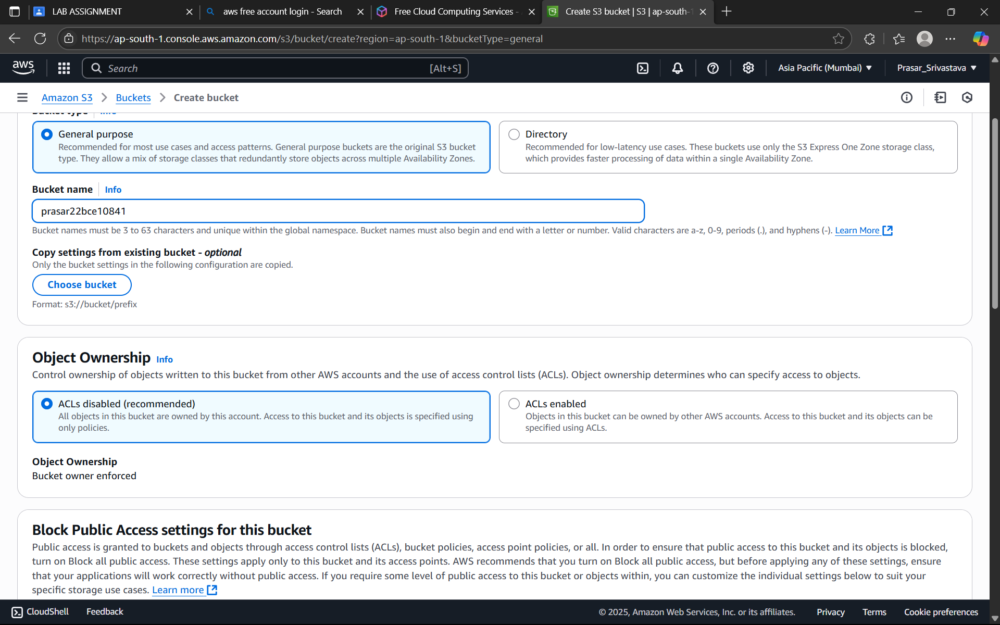 LAB ASSIGNMENT
aws free account login - Search
Free Cloud Computing Services -
Create S3 bucket | S3 | ap-south-1
https://ap-south-1.console.aws.amazon.com/s3/bucket/create?region=ap-south-1&bucketType=general
aws
Search
[Alt+S]
Asia Pacific (Mumbai)
Prasar_Srivastava
Amazon S3 > Buckets > Create bucket
Bucket type Info
General purpose
Recommended for most use cases and access patterns. General purpose buckets are the original S3 bucket
type. They allow a mix of storage classes that redundantly store objects across multiple Availability Zones.
Directory
Recommended for low-latency use cases. These buckets use only the S3 Express One Zone storage class,
which provides faster processing of data within a single Availability Zone.
Bucket name Info
prasar22bce10841
Bucket names must be 3 to 63 characters and unique within the global namespace. Bucket names must also begin and end with a letter or number. Valid characters are a-z, 0-9, periods (.), and hyphens (-). Learn More
Copy settings from existing bucket - optional
Only the bucket settings in the following configuration are copied.
Choose bucket
Format: s3://bucket/prefix
Object Ownership Info
Control ownership of objects written to this bucket from other AWS accounts and the use of access control lists (ACLs). Object ownership determines who can specify access to objects.
ACLs disabled (recommended)
All objects in this bucket are owned by this account. Access to this bucket and its objects is specified using
only policies.
ACLs enabled
Objects in this bucket can be owned by other AWS accounts. Access to this bucket and its objects can be
specified using ACLs.
Object Ownership
Bucket owner enforced
Block Public Access settings for this bucket
Public access is granted to buckets and objects through access control lists (ACLs), bucket policies, access point policies, or all. In order to ensure that public access to this bucket and its objects is blocked,
turn on Block all public access. These settings apply only to this bucket and its access points. AWS recommends that you turn on Block all public access, but before applying any of these settings, ensure
that your applications will work correctly without public access. If you require some level of public access to this bucket or objects within, you can customize the individual settings below to suit your
specific storage use cases. Learn more
CloudShell
Feedback
© 2025, Amazon Web Services, Inc. or its affiliates.
Privacy
Terms
Cookie preferences